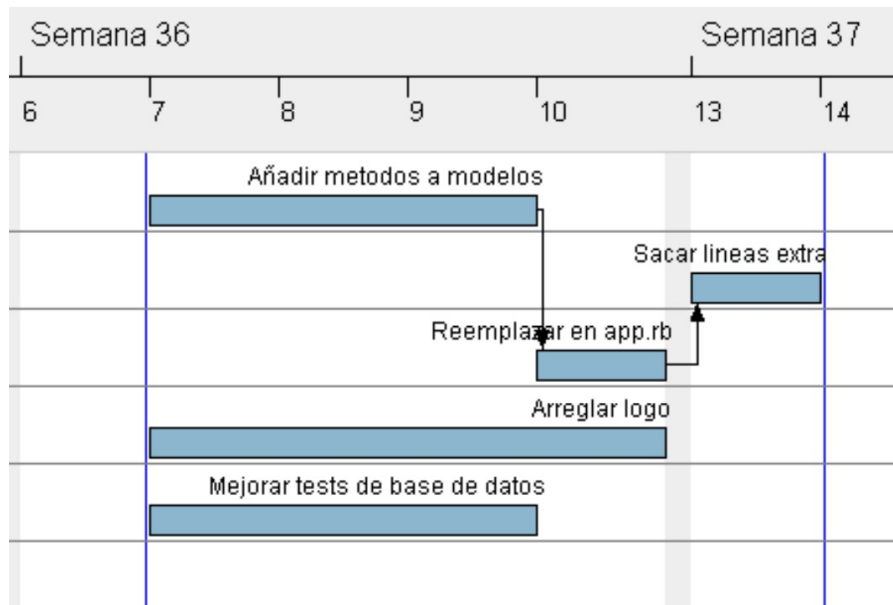 Semana 36 Semana 37
6 7 8 9 10 13 14
Añadir metodos a modelos
Sacar lineas extra
Reemplazar en app.rb
Arreglar logo
Mejorar tests de base de datos